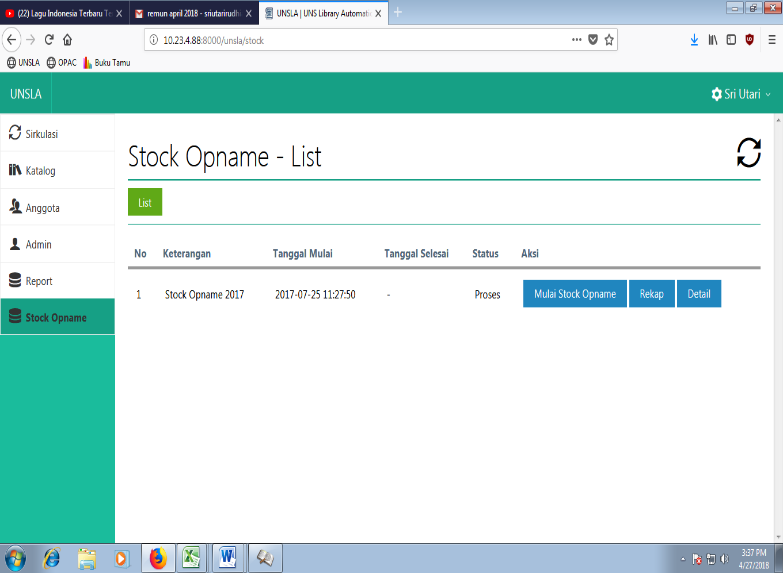 (22) Lagu Indonesia Terbaru Te
remun april 2018 - sriutarirudh
UNSLA | UNS Library Automati
10.23.4.88:8000/unsla/stock
UNSLA
OPAC
Buku Tamu
UNSLA
Sri Utari
Sirkulasi
Katalog
Anggota
Admin
Report
Stock Opname
Stock Opname - List
List
No Keterangan Tanggal Mulai Tanggal Selesai Status Aksi
1 Stock Opname 2017 2017-07-25 11:27:50 - Proses Mulai Stock Opname Rekap Detail
3:37 PM
4/27/2018